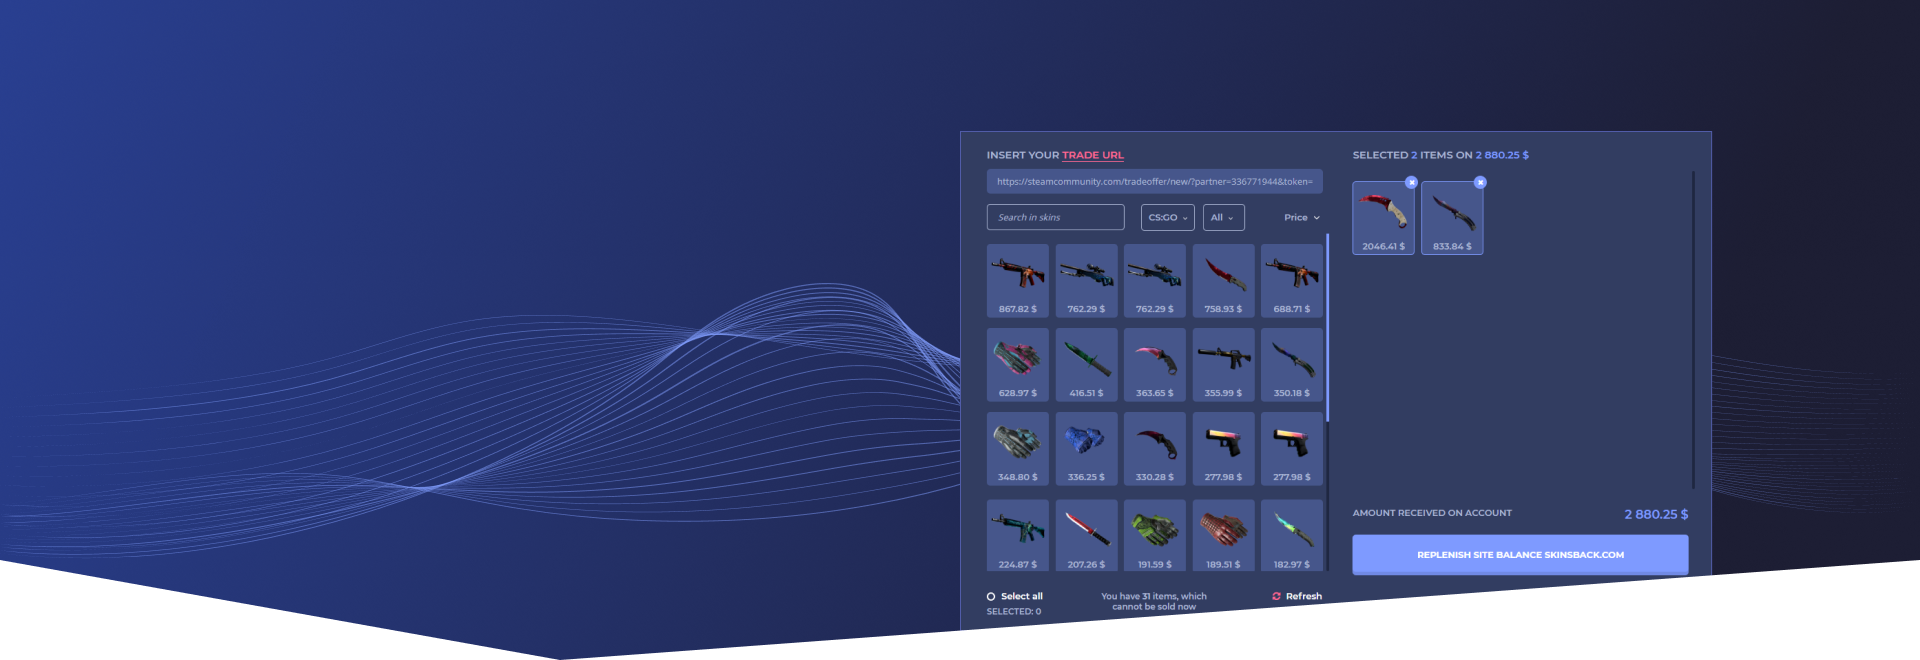 INSERT YOUR TRADE URL
https://steamcommunity.com/tradeoffer/new/?partner=336771944&token=
Search in skins
CS:GO
All
Price
867.82 $
762.29 $
762.29 $
758.93 $
688.71 $
628.97 $
416.51 $
363.65 $
355.99 $
350.18 $
348.80 $
336.25 $
330.28 $
277.98 $
277.98 $
224.87 $
207.26 $
191.59 $
189.51 $
182.97 $
Select all
SELECTED: 0
You have 31 items, which
cannot be sold now
Refresh
SELECTED 2 ITEMS ON 2 880.25 $
2046.41 $
833.84 $
AMOUNT RECEIVED ON ACCOUNT
2 880.25 $
REPLENISH SITE BALANCE SKINSBACK.COM